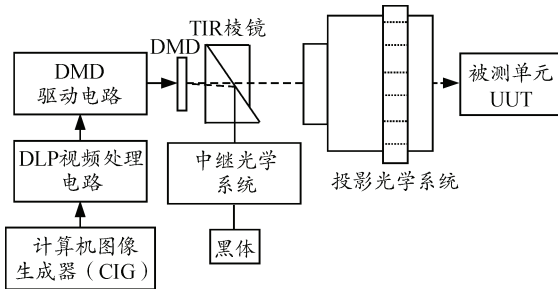 TIR棱镜
DMD
DMD
驱动电路
被测单元
UUT
DLP视频处理
电路
中继光学
系统
投影光学系统
计算机图像
生成器（CIG）
黑体